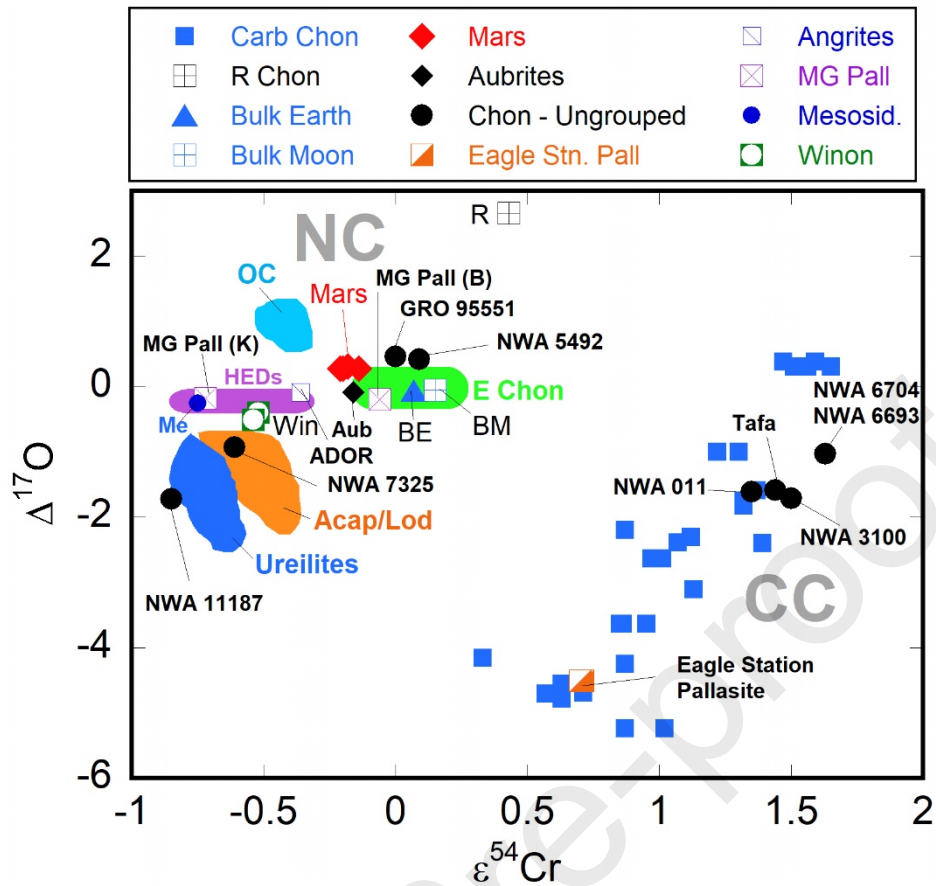 Carb Chon Mars Angrites
R Chon Aubrites MG Pall
Bulk Earth Chon - Ungrouped Mesosid.
Bulk Moon Eagle Stn. Pall Winon
R
NC
2
OC
Mars
MG Pall (B)
GRO 95551
MG Pall (K)
NWA 5492
HEDs
0
E Chon
NWA 6704
NWA 6693
Me
Win
Aub
BE
BM
Tafa
ADOR
NWA 7325
NWA 011
Δ¹⁷O
-2
Acap/Lod
NWA 3100
Ureilites
CC
NWA 11187
-4
Eagle Station
Pallasite
-6
-1 -0.5 0 0.5 1 1.5 2
ε⁵⁴Cr
re-proof